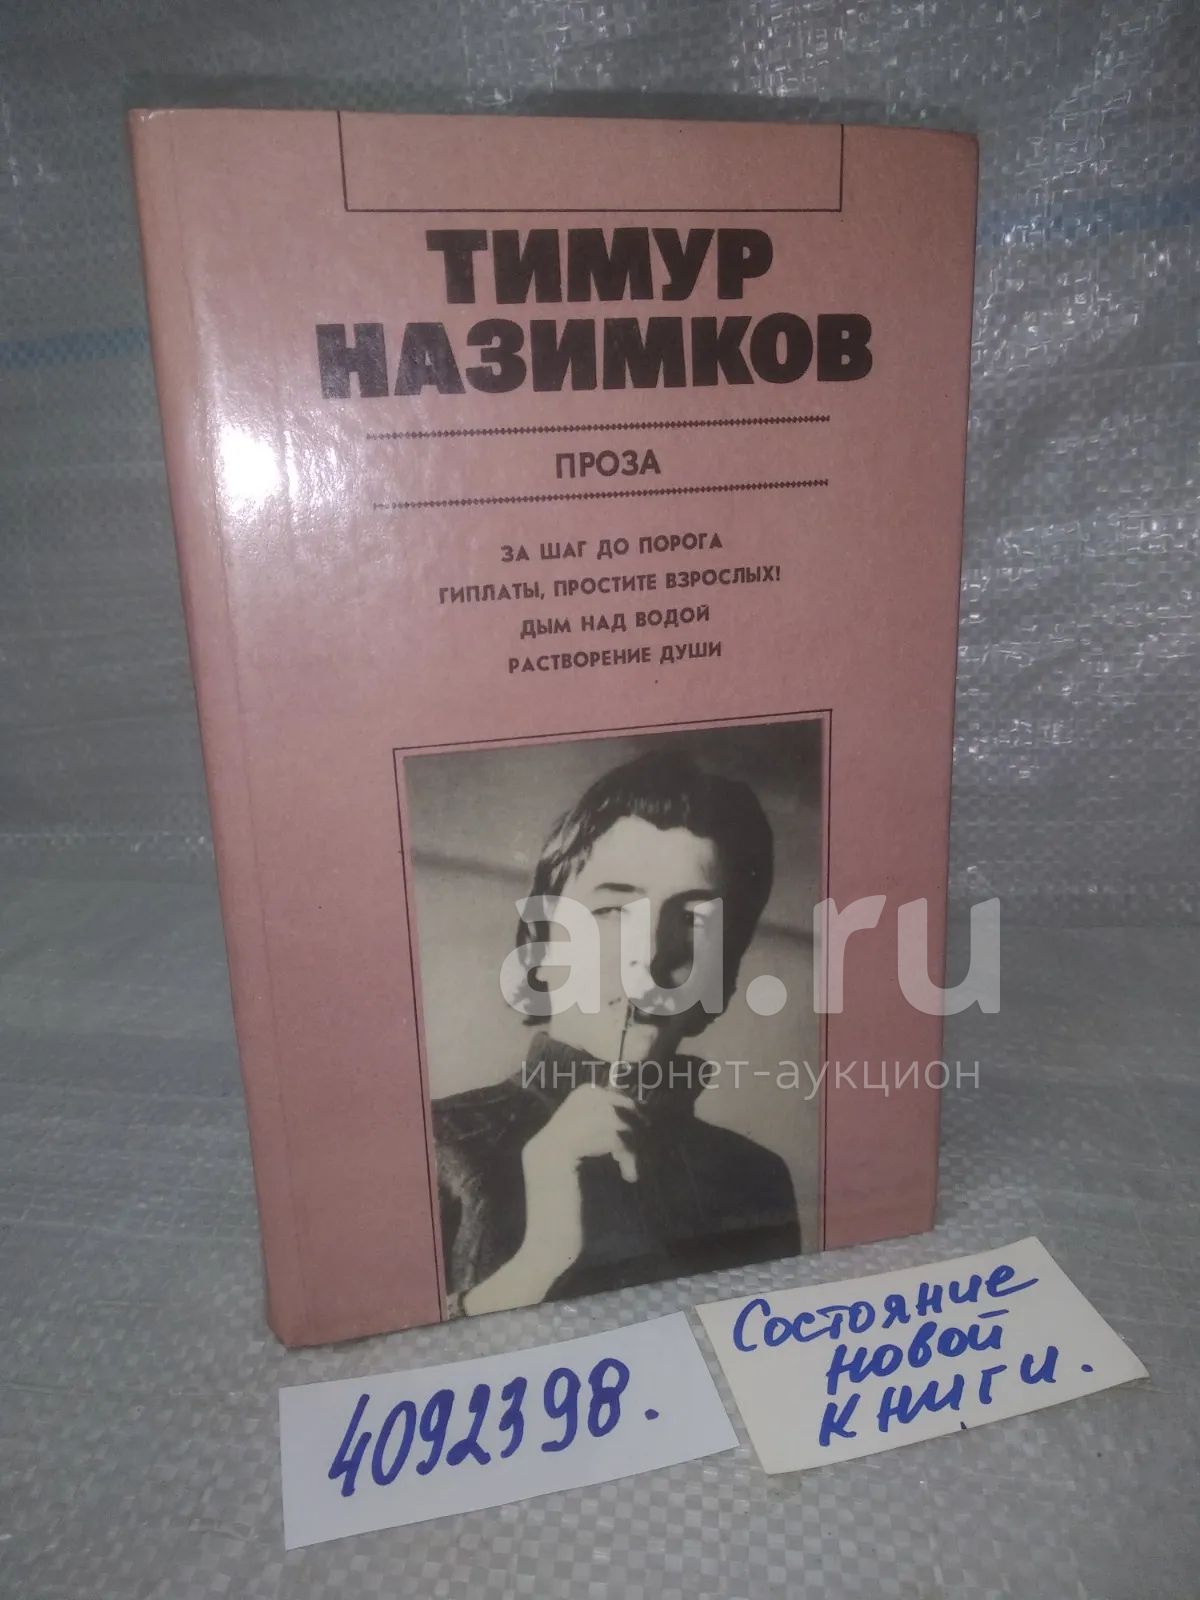 ТИМУР
НАЗИМКОВ
ПРОЗА
ЗА ШАГ ДО ПОРОГА
ГИПЛАТЫ, ПРОСТИТЕ ВЗРОСЛЫХ!
ДЫМ НАД ВОДОЙ
РАСТВОРЕНИЕ ДУШИ
au.ru
интернет-аукцион
4092398.
Состояние
новой
книги.